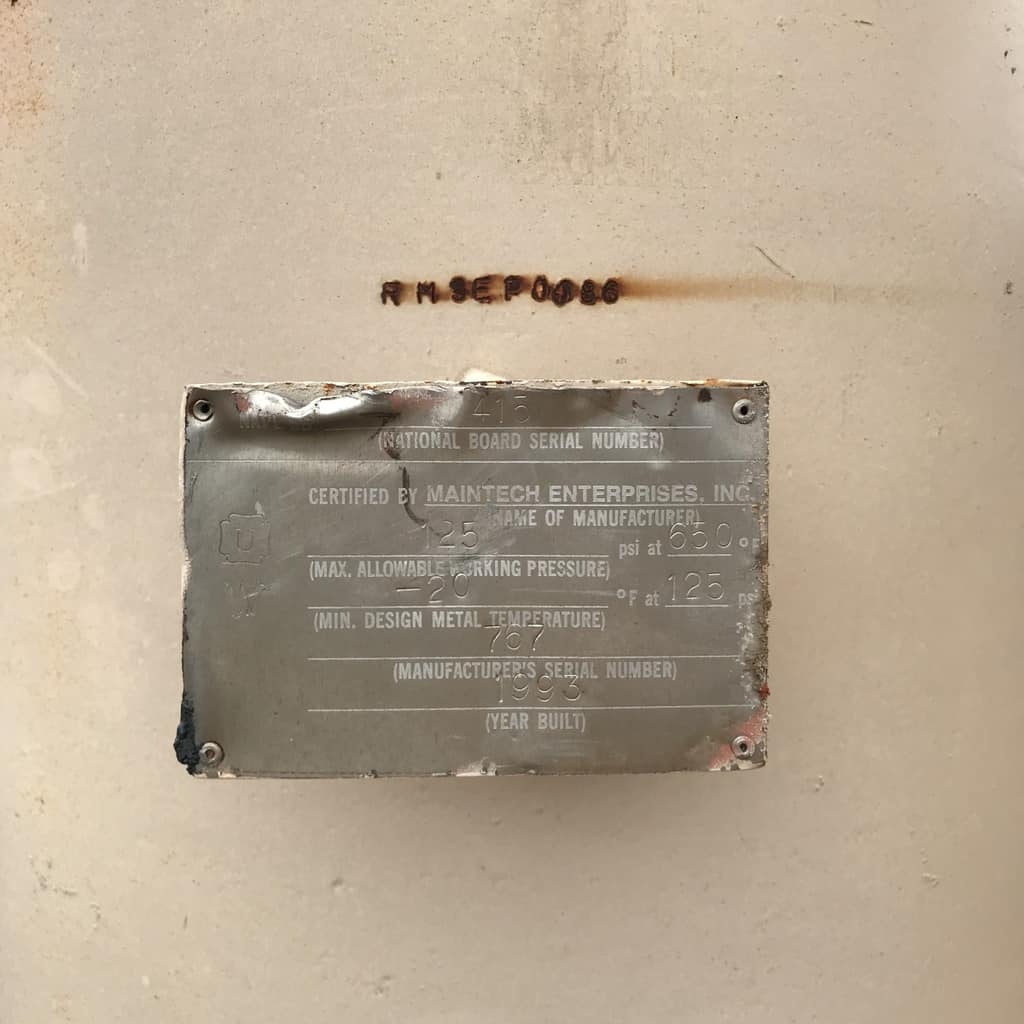 415
(NATIONAL BOARD SERIAL NUMBER)
CERTIFIED BY MAINTECH ENTERPRISES, INC.
(NAME OF MANUFACTURER)
125 psi at 650 °F
(MAX. ALLOWABLE WORKING PRESSURE)
-20 °F at 125 psi
(MIN. DESIGN METAL TEMPERATURE)
767
(MANUFACTURER'S SERIAL NUMBER)
1993
(YEAR BUILT)
U